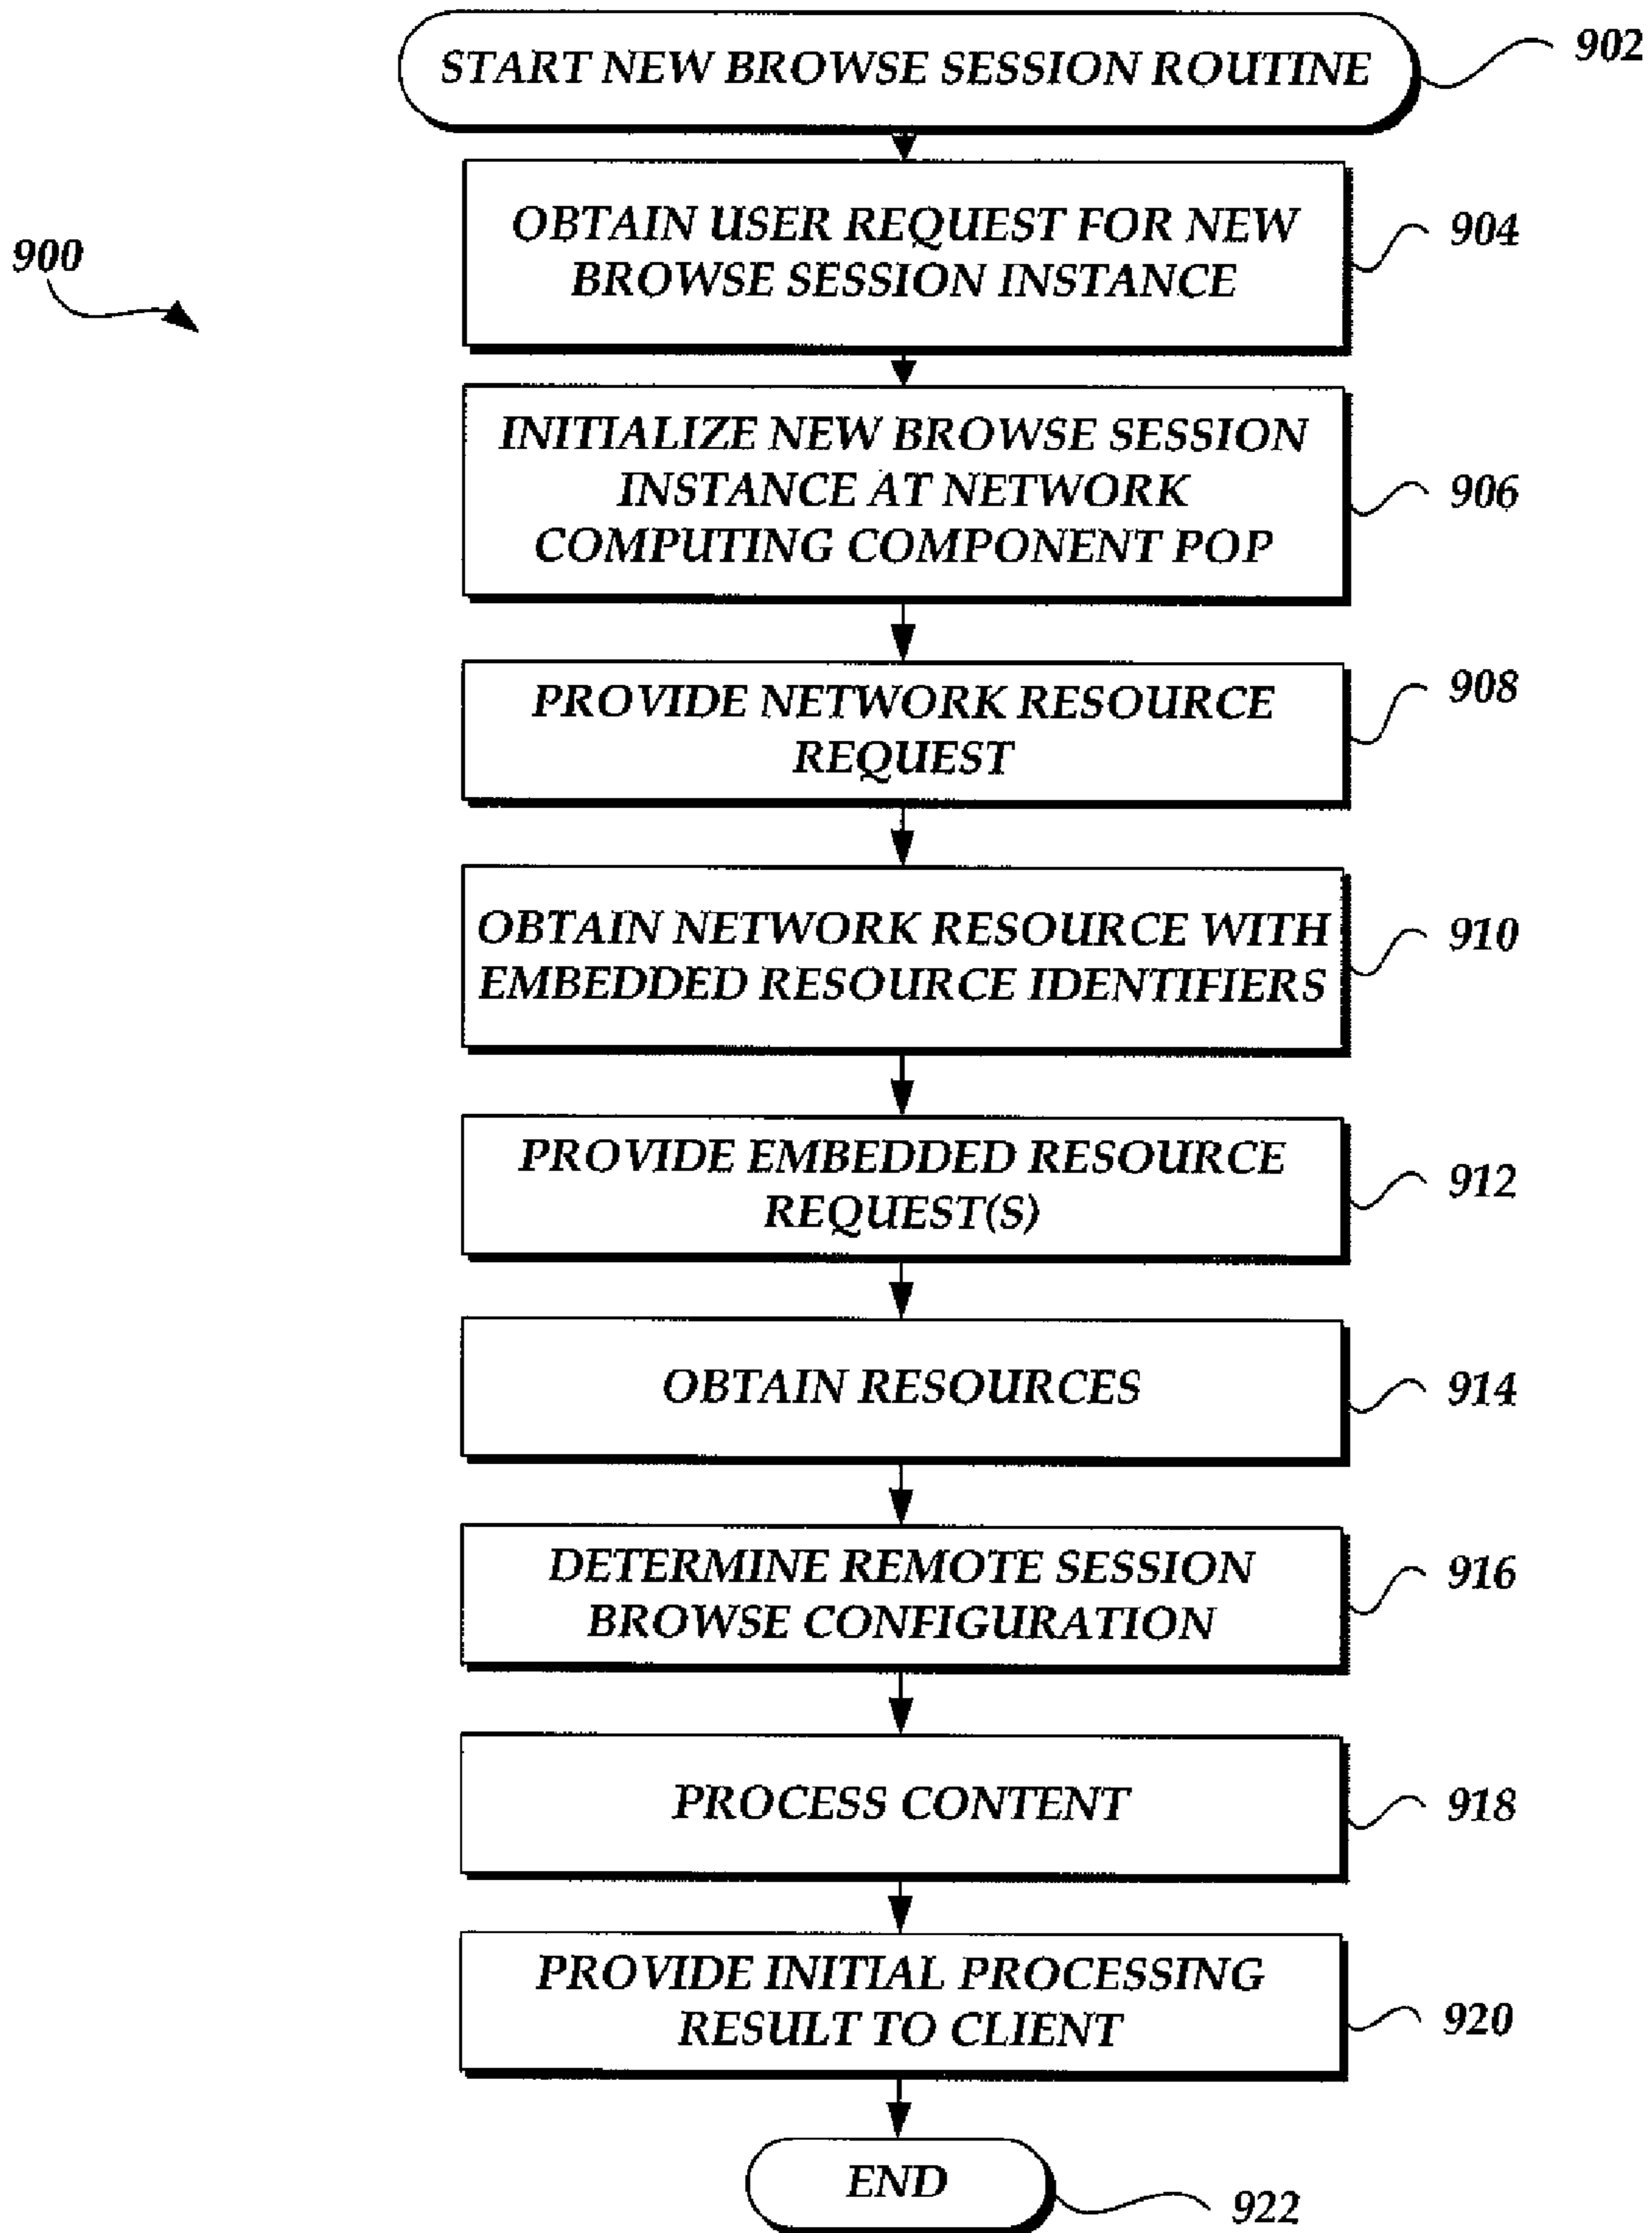 START NEW BROWSE SESSION ROUTINE
902
OBTAIN USER REQUEST FOR NEW
BROWSE SESSION INSTANCE
904
900
INITIALIZE NEW BROWSE SESSION
INSTANCE AT NETWORK
COMPUTING COMPONENT POP
906
PROVIDE NETWORK RESOURCE
REQUEST
908
OBTAIN NETWORK RESOURCE WITH
EMBEDDED RESOURCE IDENTIFIERS
910
PROVIDE EMBEDDED RESOURCE
REQUEST(S)
912
OBTAIN RESOURCES
914
DETERMINE REMOTE SESSION
BROWSE CONFIGURATION
916
PROCESS CONTENT
918
PROVIDE INITIAL PROCESSING
RESULT TO CLIENT
920
END
922